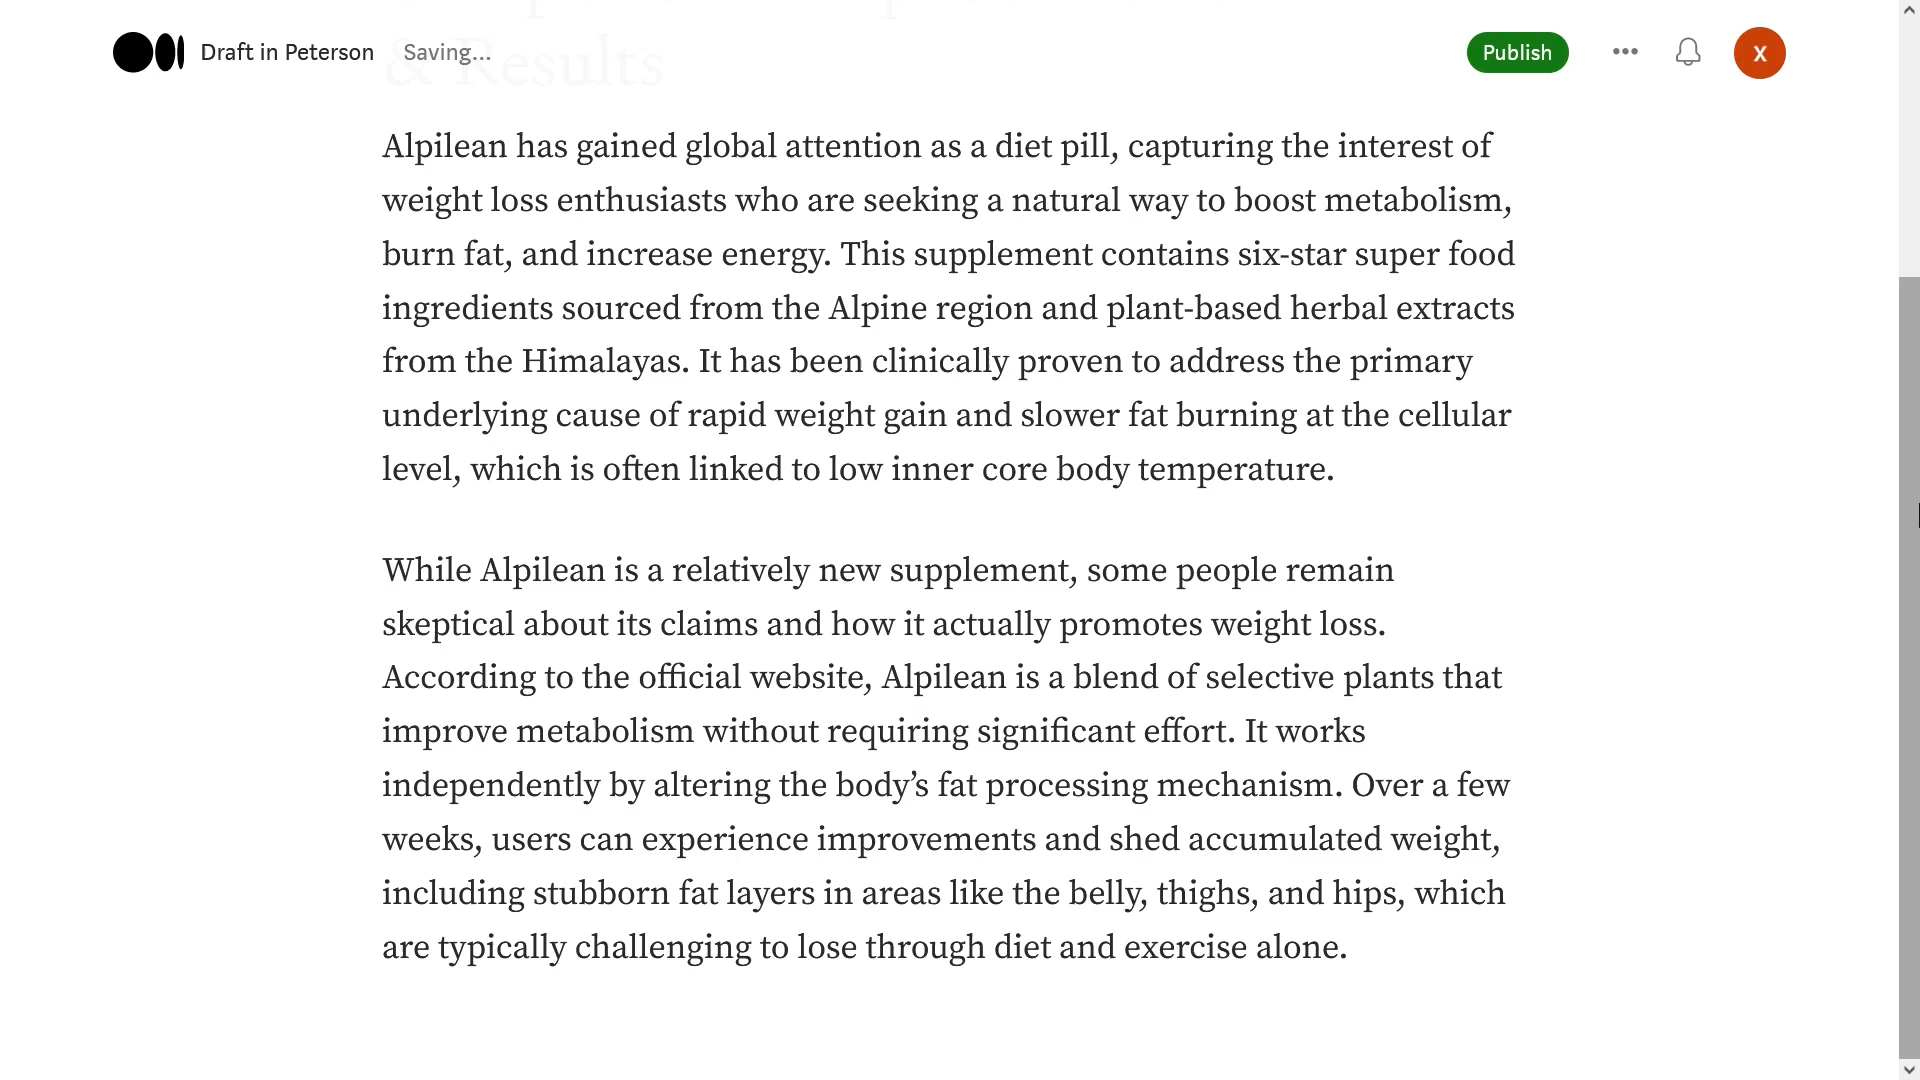 & Results
Draft in Peterson Saving... Publish X
Alpilean has gained global attention as a diet pill, capturing the interest of
weight loss enthusiasts who are seeking a natural way to boost metabolism,
burn fat, and increase energy. This supplement contains six-star super food
ingredients sourced from the Alpine region and plant-based herbal extracts
from the Himalayas. It has been clinically proven to address the primary
underlying cause of rapid weight gain and slower fat burning at the cellular
level, which is often linked to low inner core body temperature.
While Alpilean is a relatively new supplement, some people remain
skeptical about its claims and how it actually promotes weight loss.
According to the official website, Alpilean is a blend of selective plants that
improve metabolism without requiring significant effort. It works
independently by altering the body’s fat processing mechanism. Over a few
weeks, users can experience improvements and shed accumulated weight,
including stubborn fat layers in areas like the belly, thighs, and hips, which
are typically challenging to lose through diet and exercise alone.